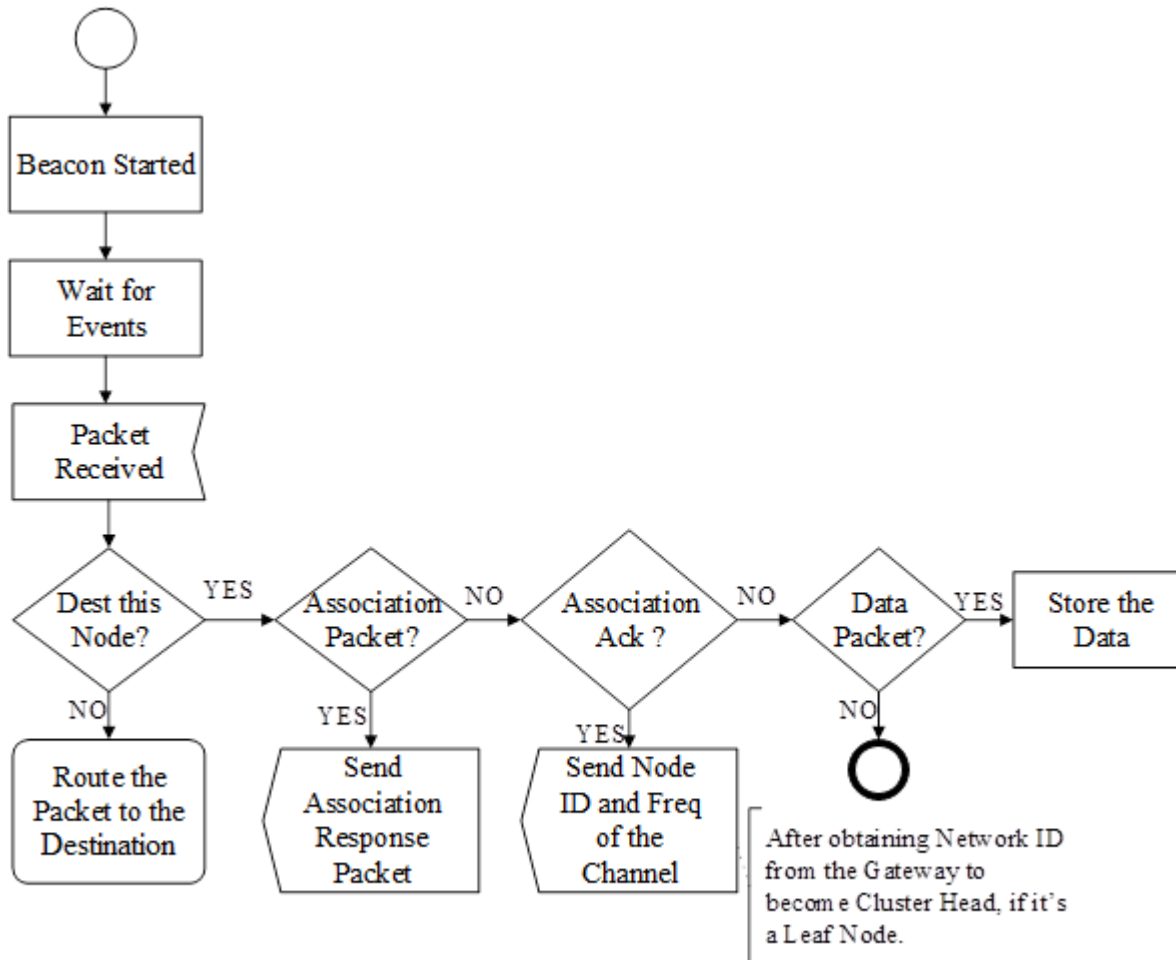 Beacon Started
Wait for
Events
Packet
Received
Dest this
Node?
YES
NO
Route the
Packet to the
Destination
Association
Packet?
NO
YES
Send
Association
Response
Packet
Association
Ack ?
NO
YES
Send Node
ID and Freq
of the
Channel
After obtaining Network ID
from the Gateway to
become Cluster Head, if it's
a Leaf Node.
Data
Packet?
YES
NO
Store the
Data